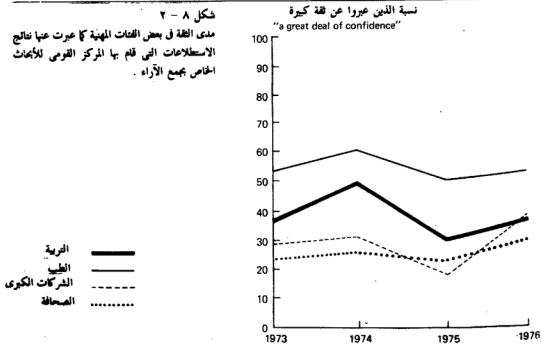 شكل ٨ - ٢
مدى الثقة فى بعض الفئات المهنية كما عبرت عنها نتائج
الاستطلاعات التى قام بها المركز القومى للأبحاث
الخاص بجمع الآراء .
نسبة الذين عبروا عن ثقة كبيرة
"a great deal of confidence"
100
90
80
70
60
50
40
30
20
10
0
1973 1974 1975 1976
التربية
الطب
الشركات الكبرى
الصحافة